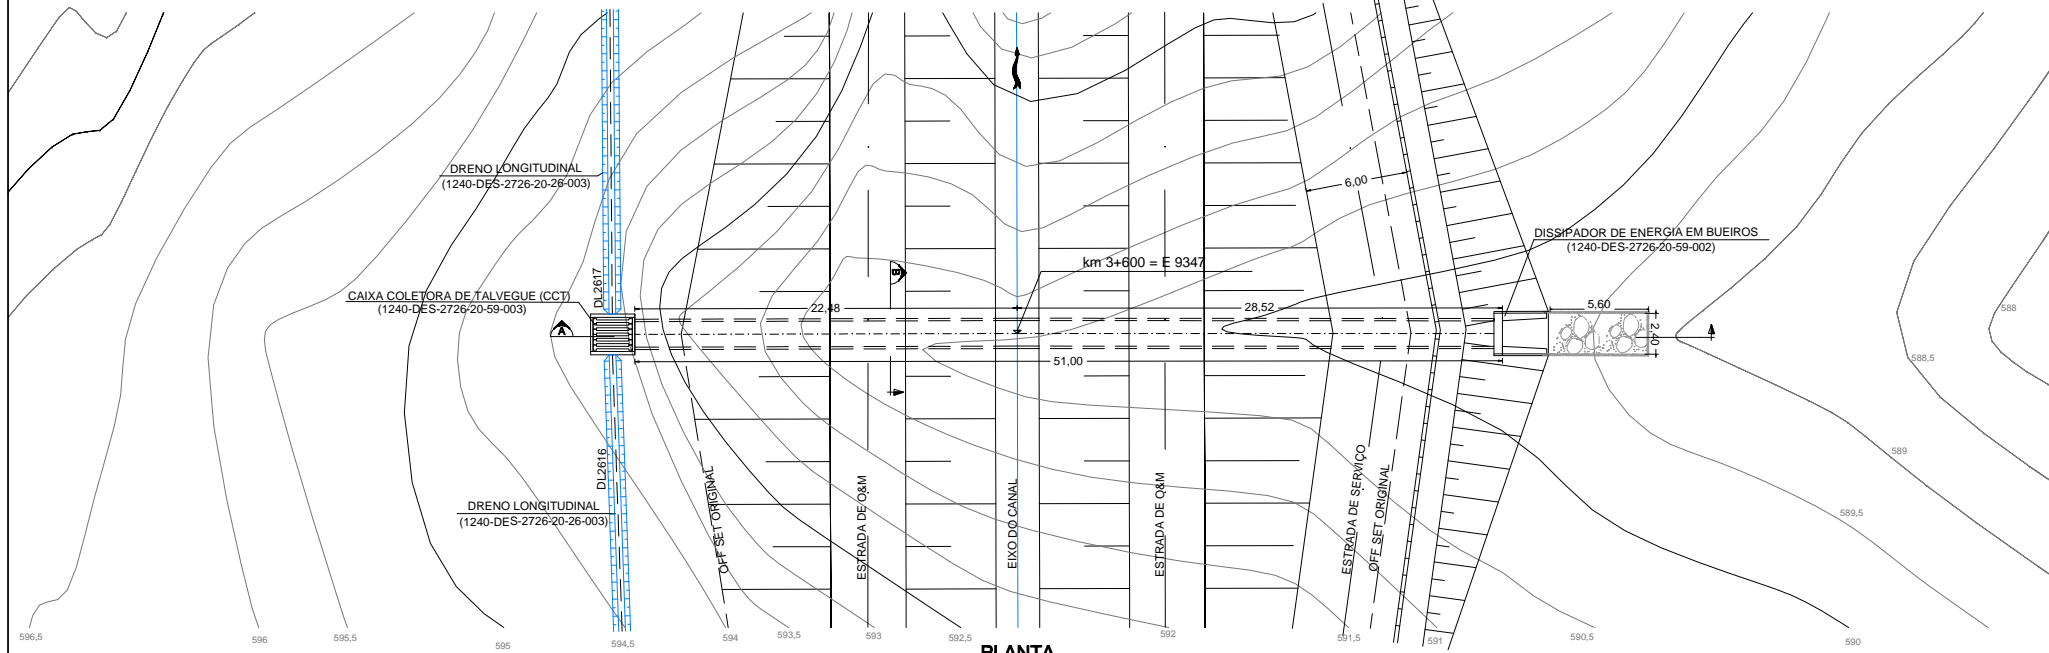 DRENO LONGITUDINAL
(1240-DES-2726-20-26-003)
6,00
DISSIPADOR DE ENERGIA EM BUEIROS
(1240-DES-2726-20-59-002)
km 3+600 = E 9347
B
DL2617
CAIXA COLETORA DE TALVEGUE (CCT)
(1240-DES-2726-20-59-003)
A
22,48
28,52
5,60
2,40
51,00
588
588,5
589
589,5
DL2616
DRENO LONGITUDINAL
(1240-DES-2726-20-26-003)
OFF SET ORIGINAL
ESTRADA DE O&M
EIXO DO CANAL
ESTRADA DE O&M
ESTRADA DE SERVIÇO
OFF SET ORIGINAL
596,5
596
595,5
595
594,5
594
593,5
593
592,5
592
591,5
591
590,5
590
PLANTA